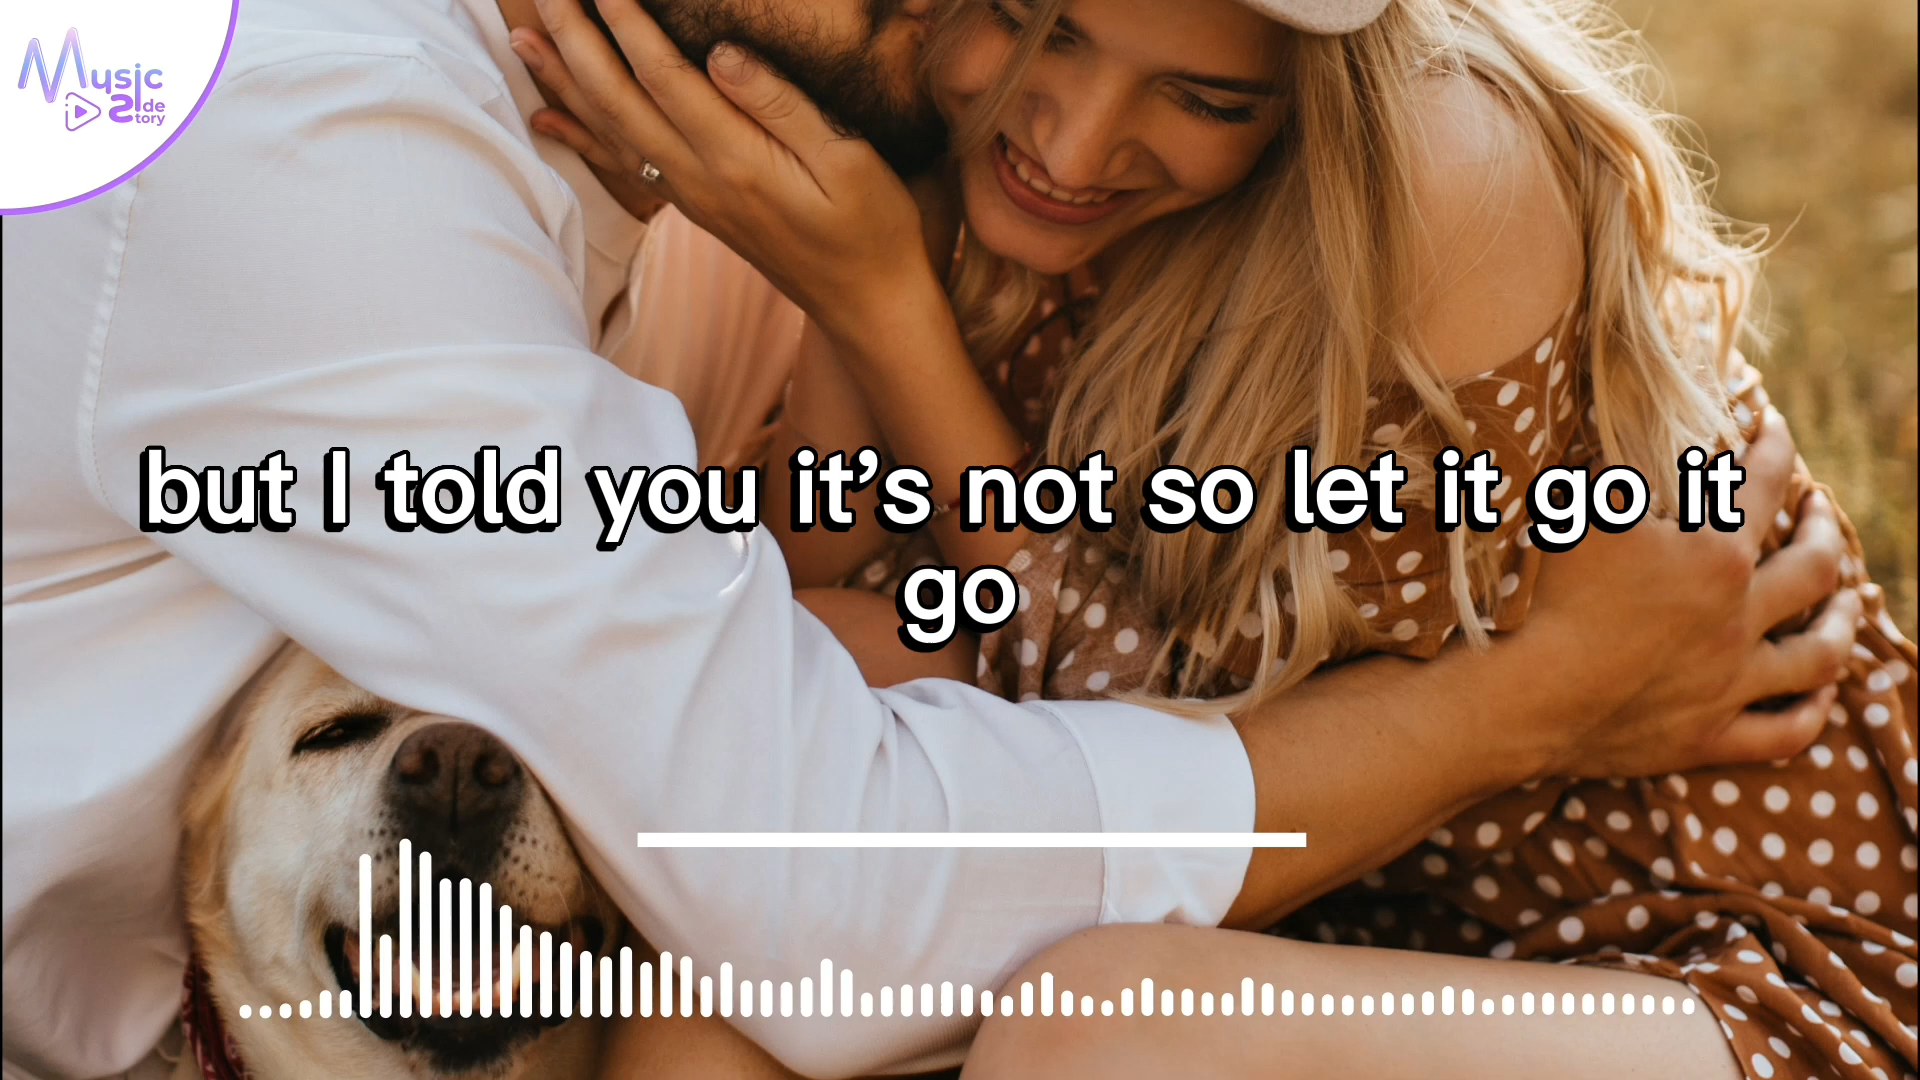 Music
Side
Story
but I told you it’s not so let it go it
go